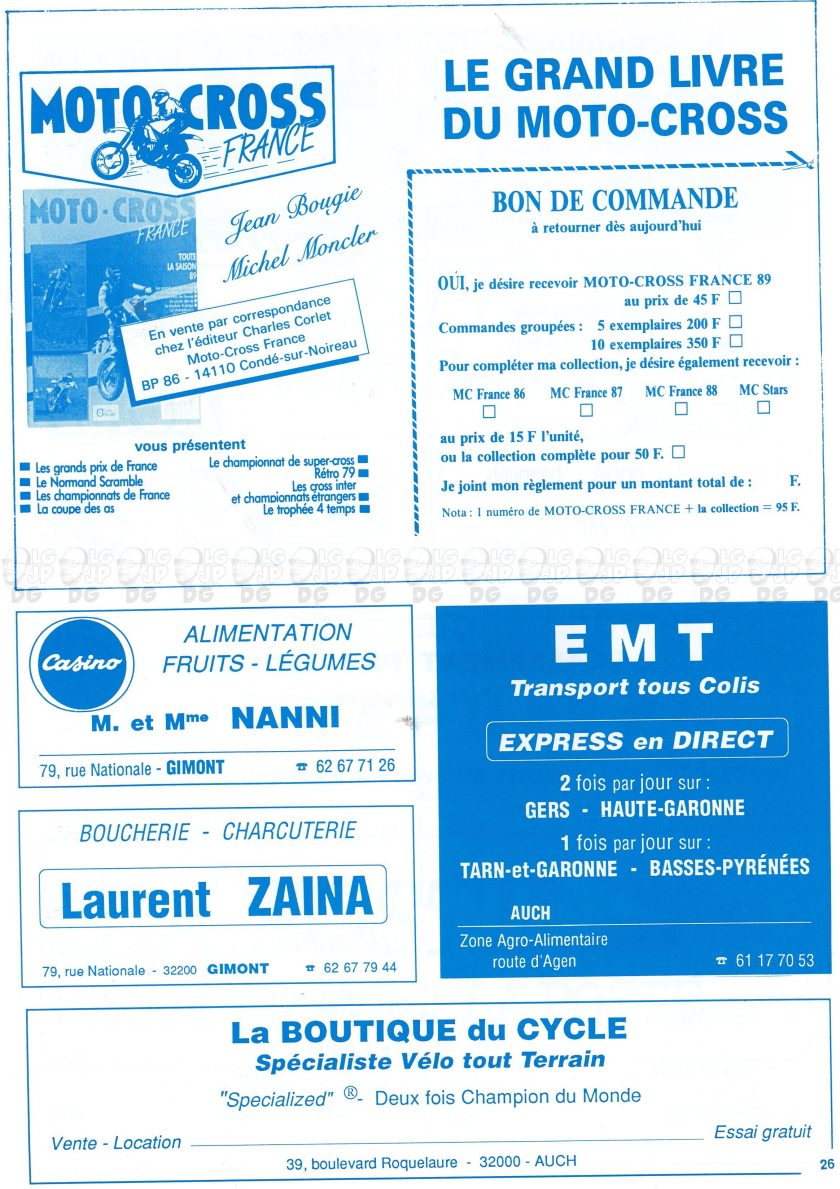 MOTO CROSS
FRANCE
MOTO - CROSS
FRANCE
TOUTE
LA SAISON
89
Jean Bougie
Michel Moncler
En vente par correspondance
chez l'éditeur Charles Corlet
Moto-Cross France
BP 86 - 14110 Condé-sur-Noireau
vous présentent
Les grands prix de France
Le Normand Scramble
Les championnats de France
La coupe des as
Le championnat de super-cross
Rétro 79
Les cross inter
et championnats étrangers
Le trophée 4 temps
LE GRAND LIVRE
DU MOTO-CROSS
BON DE COMMANDE
à retourner dès aujourd'hui
OUI, je désire recevoir MOTO-CROSS FRANCE 89
au prix de 45 F
Commandes groupées : 5 exemplaires 200 F
10 exemplaires 350 F
Pour compléter ma collection, je désire également recevoir :
MC France 86 MC France 87 MC France 88 MC Stars
au prix de 15 F l'unité,
ou la collection complète pour 50 F.
Je joint mon règlement pour un montant total de : F.
Nota : 1 numéro de MOTO-CROSS FRANCE + la collection = 95 F.
Casino
ALIMENTATION
FRUITS - LÉGUMES
M. et Mme NANNI
79, rue Nationale - GIMONT ☎ 62 67 71 26
BOUCHERIE - CHARCUTERIE
Laurent ZAINA
79, rue Nationale - 32200 GIMONT ☎ 62 67 79 44
EMT
Transport tous Colis
EXPRESS en DIRECT
2 fois par jour sur :
GERS - HAUTE-GARONNE
1 fois par jour sur :
TARN-et-GARONNE - BASSES-PYRÉNÉES
AUCH
Zone Agro-Alimentaire
route d'Agen ☎ 61 17 70 53
La BOUTIQUE du CYCLE
Spécialiste Vélo tout Terrain
"Specialized" ®- Deux fois Champion du Monde
Vente - Location Essai gratuit
39, boulevard Roquelaure - 32000 - AUCH
26